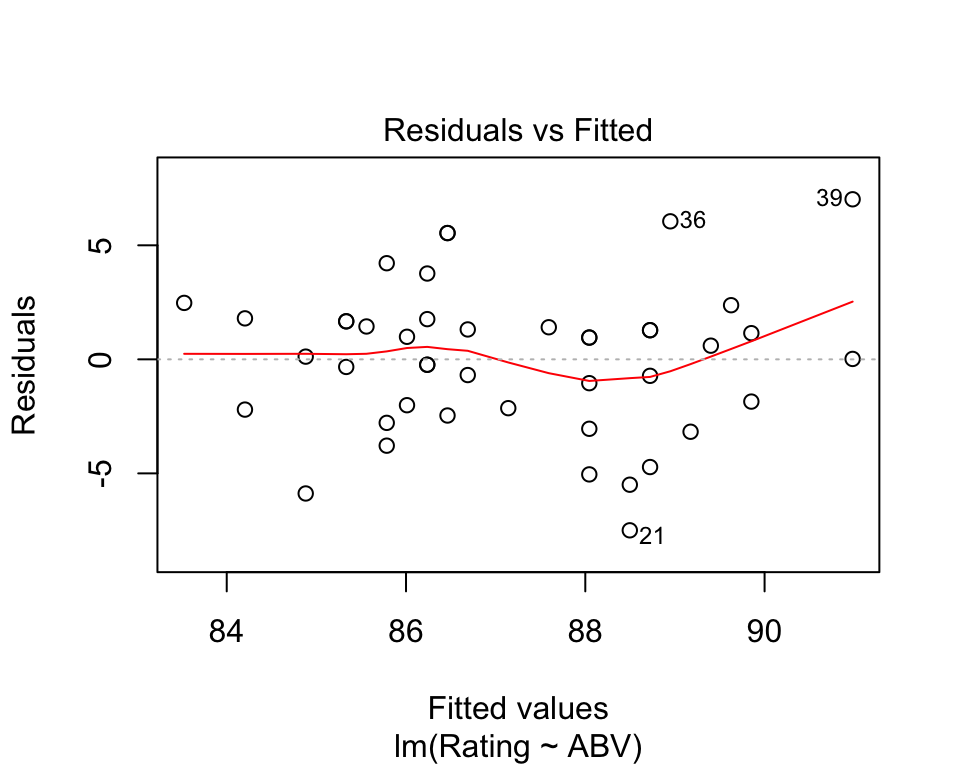 Residuals vs Fitted
39
36
5
0
-5
Residuals
21
84 86 88 90
Fitted values
lm(Rating ~ ABV)